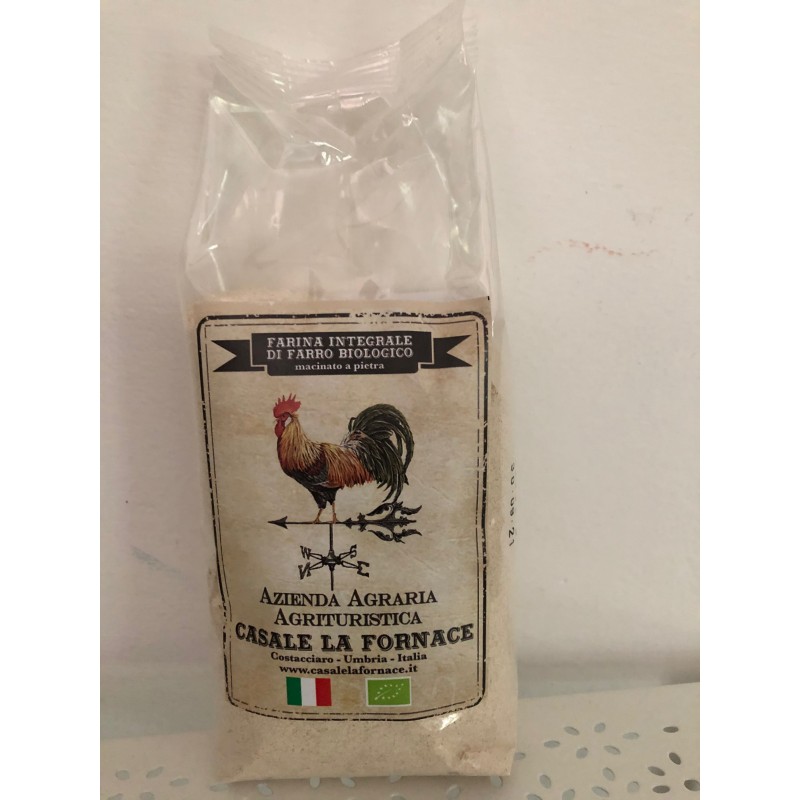 FARINA INTEGRALE
DI FARRO BIOLOGICO
macinato a pietra
W S
N E
AZIENDA AGRARIA
AGRITURISTICA
CASALE LA FORNACE
Costacciaro - Umbria - Italia
www.casalelafornace.it